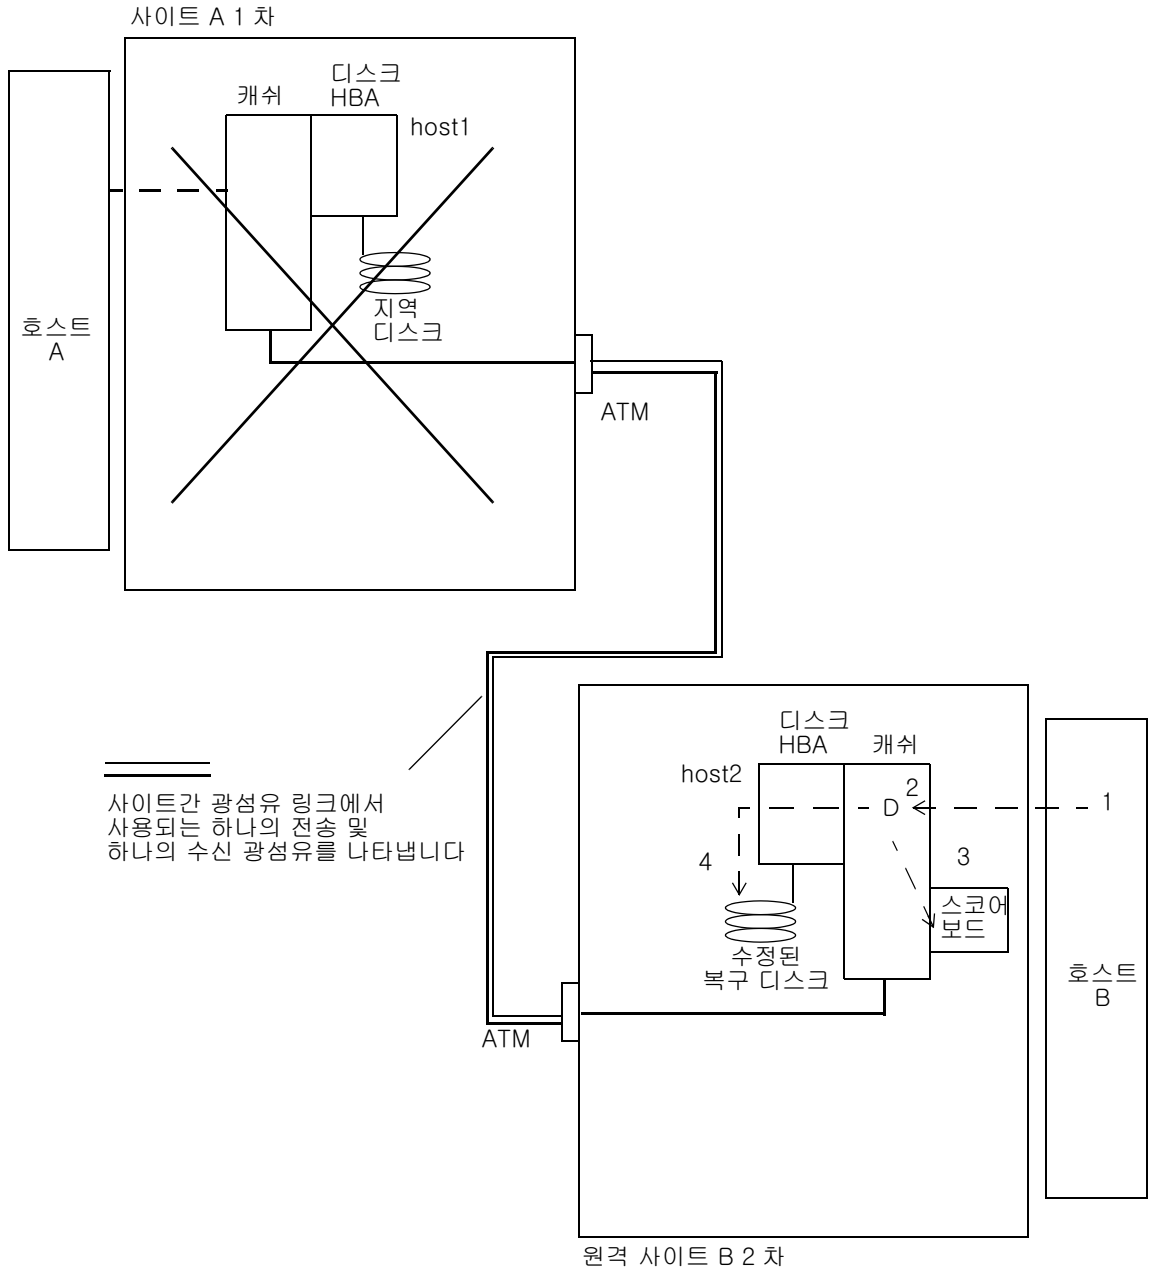 사이트 A 1 차
디스크
HBA
캐쉬
host1
지역
디스크
호스트
A
ATM
디스크
HBA
캐쉬
host2
2
D
1
3
4
스코어
보드
수정된
복구 디스크
사이트간 광섬유 링크에서
사용되는 하나의 전송 및
하나의 수신 광섬유를 나타냅니다
호스트
B
ATM
원격 사이트 B 2 차